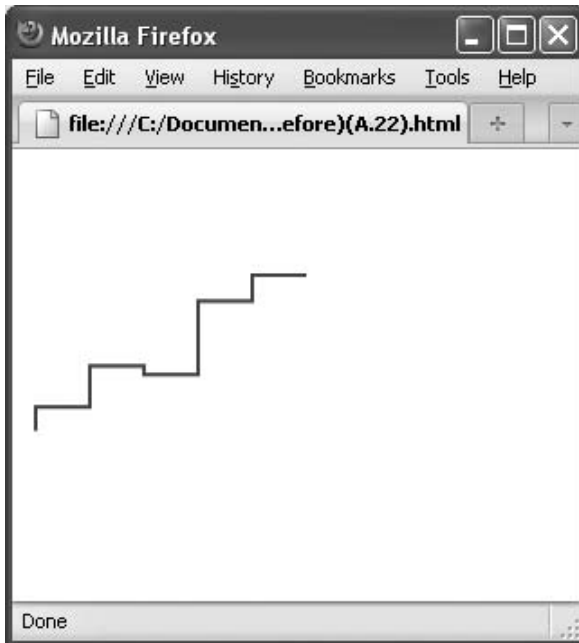 Mozilla Firefox
File Edit View History Bookmarks Tools Help
file:///C:/Documen...efore)(A.22).html
Done